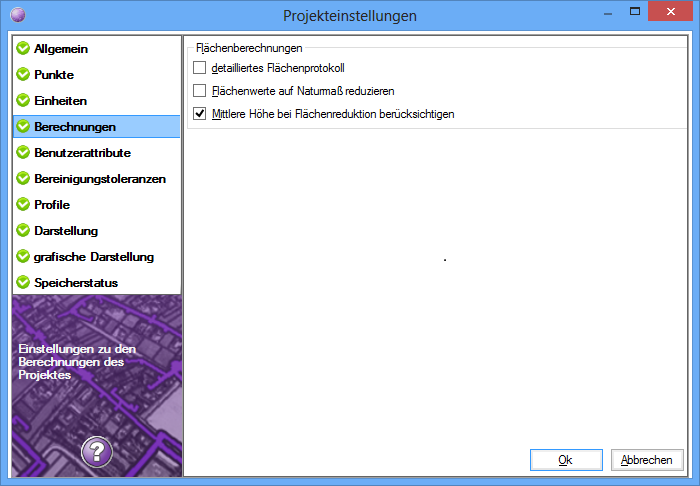 Projekteinstellungen
Allgemein
Punkte
Einheiten
Berechnungen
Benutzerattribute
Bereinigungstoleranzen
Profile
Darstellung
grafische Darstellung
Speicherstatus
Einstellungen zu den
Berechnungen des
Projektes
?
Flächenberechnungen
detailliertes Flächenprotokoll
Flächenwerte auf Naturmaß reduzieren
Mittlere Höhe bei Flächenreduktion berücksichtigen
.
Ok
Abbrechen